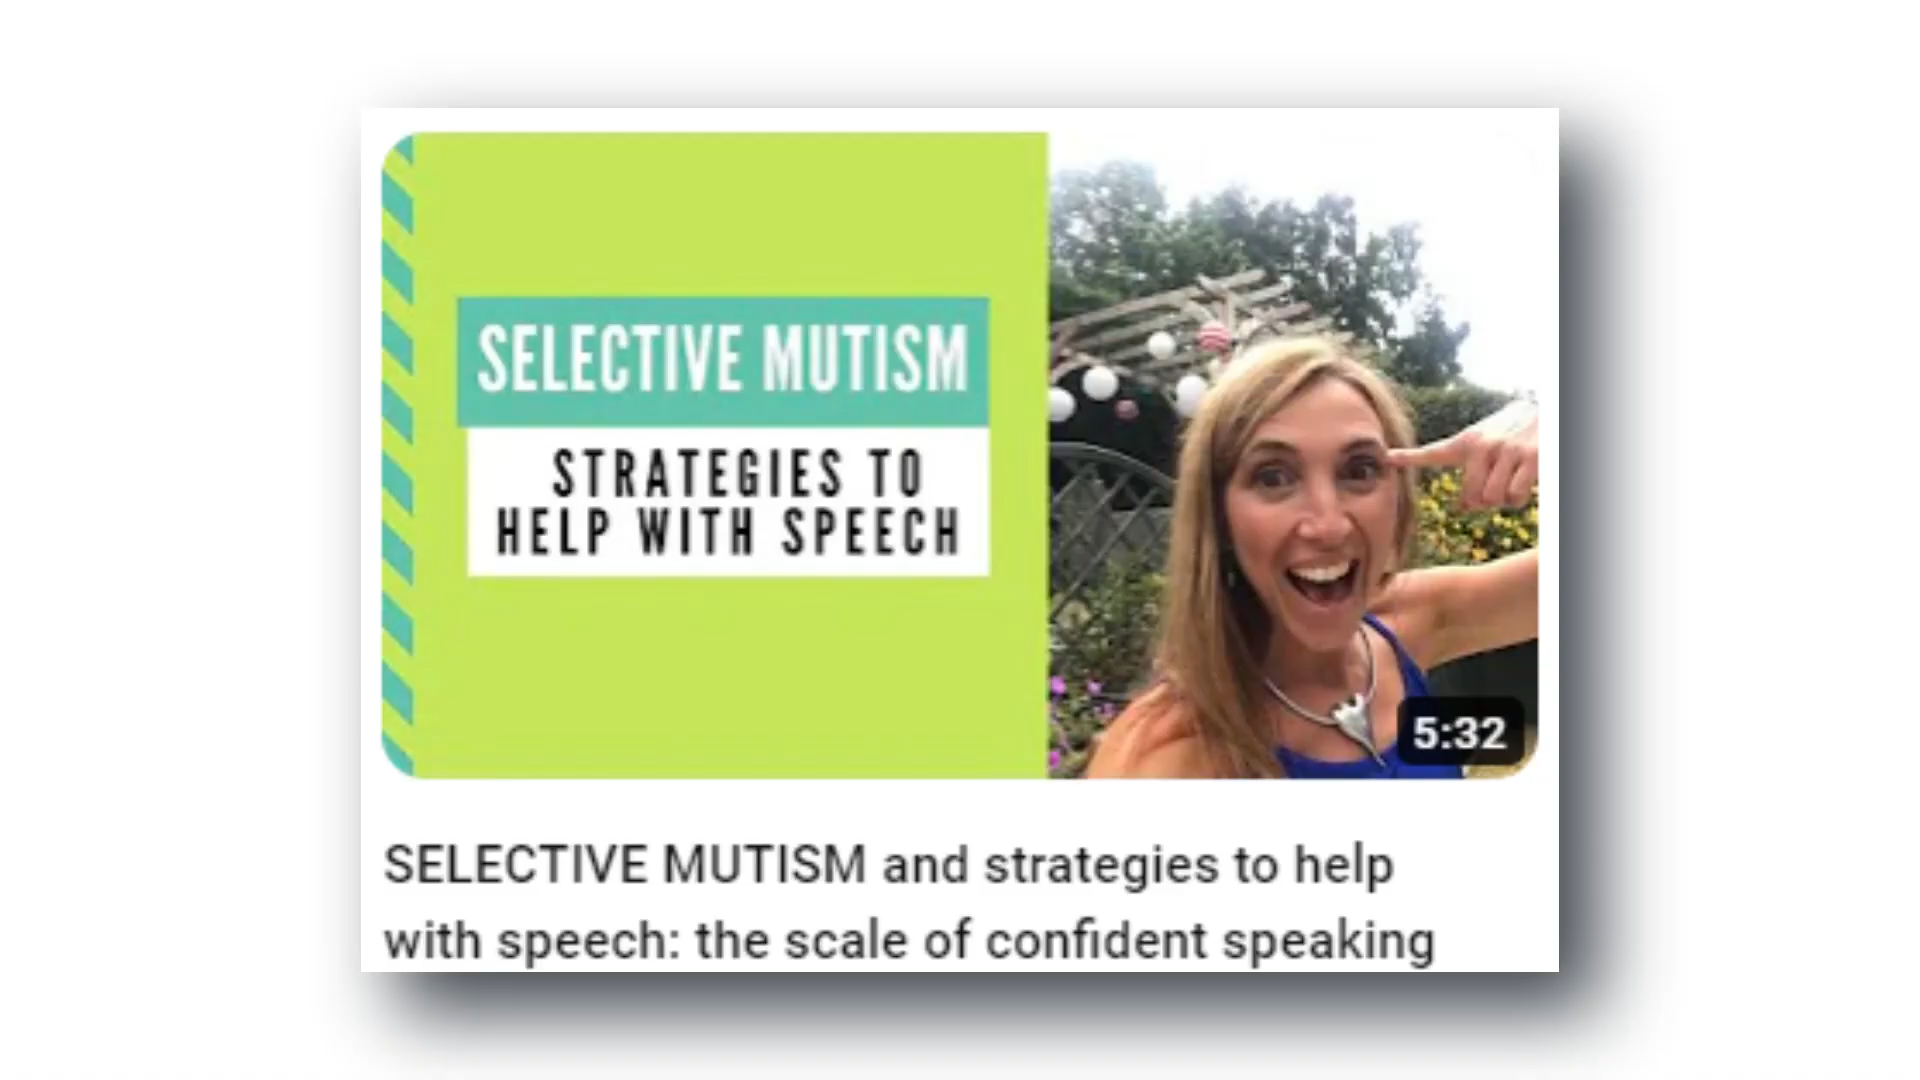 SELECTIVE MUTISM
STRATEGIES TO
HELP WITH SPEECH
5:32
SELECTIVE MUTISM and strategies to help
with speech: the scale of confident speaking